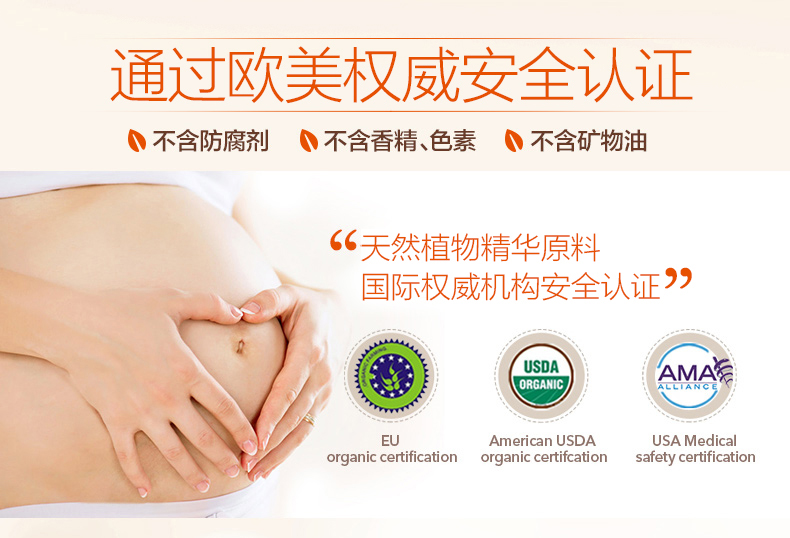 通过欧美权威安全认证
不含防腐剂 不含香精、色素 不含矿物油
“天然植物精华原料
国际权威机构安全认证”
ORGANIC FARMING
USDA
ORGANIC
AMA
ALLIANCE
EU
organic certification
American USDA
organic certifcation
USA Medical
safety certification